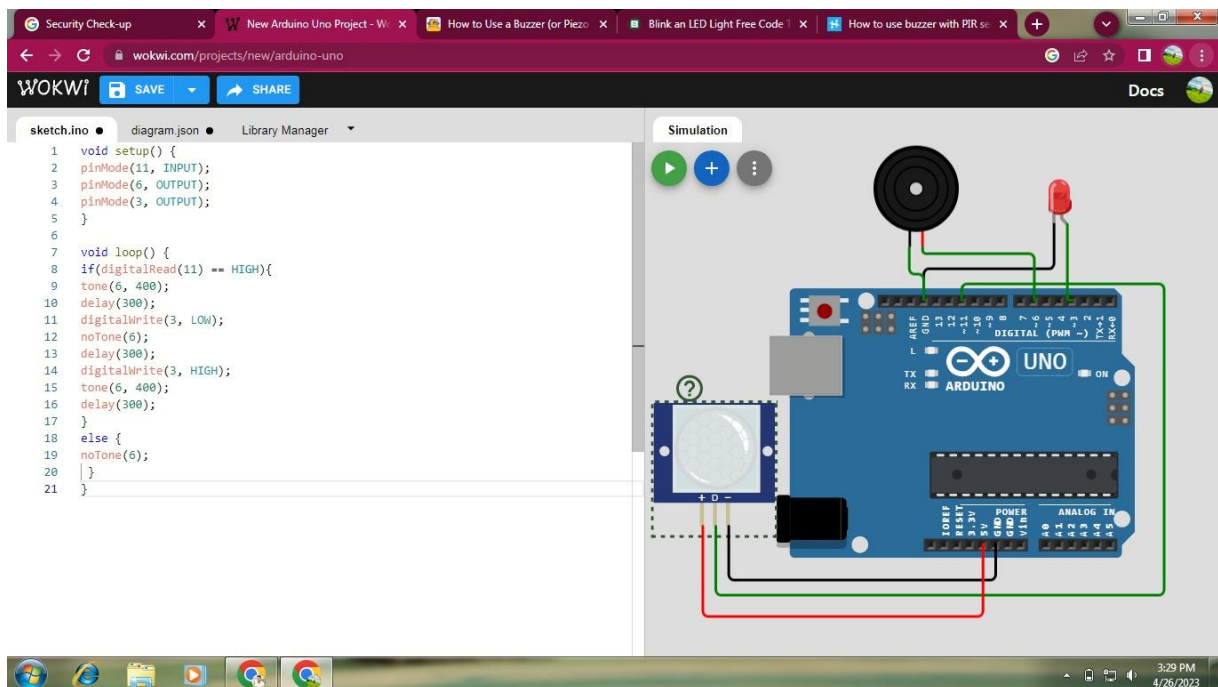 Security Check-up
New Arduino Uno Project - Wo
How to Use a Buzzer (or Piezo
Blink an LED Light Free Code T
How to use buzzer with PIR se
wokwi.com/projects/new/arduino-uno
WOKWI SAVE SHARE Docs
sketch.ino diagram.json Library Manager
Simulation
1 void setup() {
2 pinMode(11, INPUT);
3 pinMode(6, OUTPUT);
4 pinMode(3, OUTPUT);
5 }
6
7 void loop() {
8 if(digitalRead(11) == HIGH){
9 tone(6, 400);
10 delay(300);
11 digitalWrite(3, LOW);
12 noTone(6);
13 delay(300);
14 digitalWrite(3, HIGH);
15 tone(6, 400);
16 delay(300);
17 }
18 else {
19 noTone(6);
20 }
21 }
AREF GND 13 12 ~11 ~10 ~9 8 7 ~6 ~5 4 ~3 2 TX→1 RX←0
DIGITAL (PWM ~)
L
TX
RX
UNO
ARDUINO
ON
?
+ D -
IOREF RESET 3.3V 5V GND GND Vin
POWER
ANALOG IN
A0 A1 A2 A3 A4 A5
3:29 PM
4/26/2023